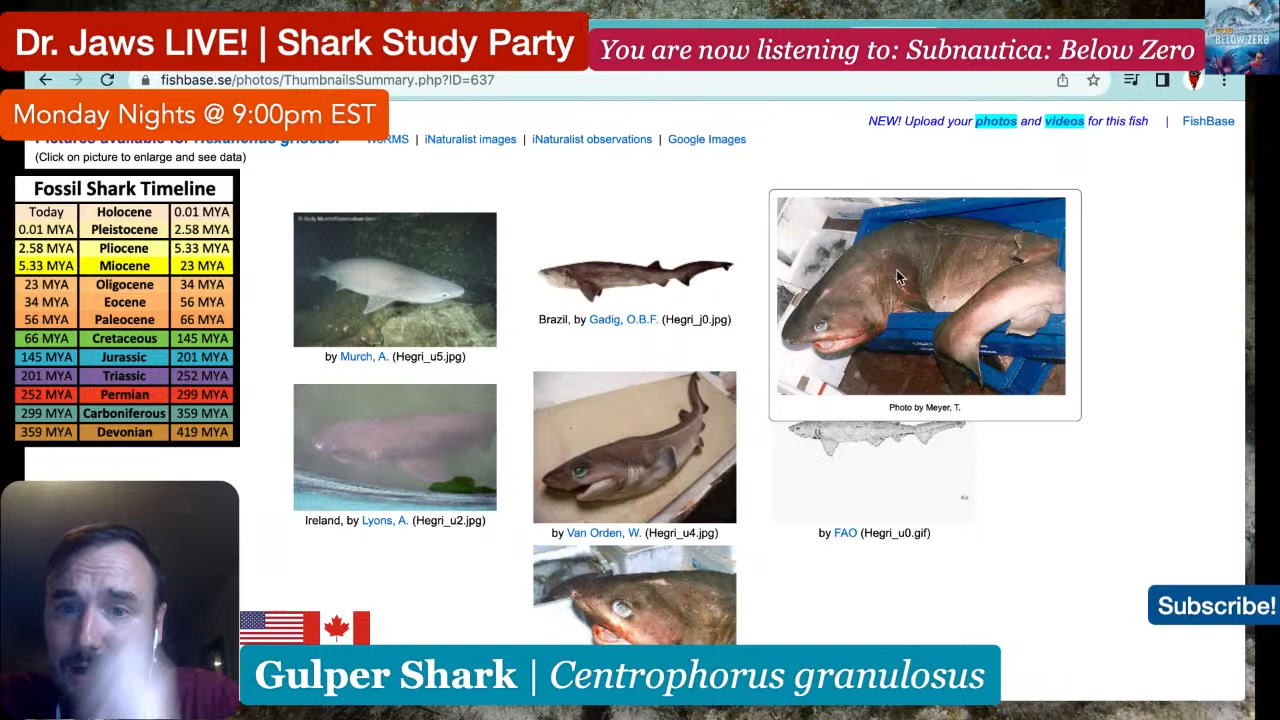 Dr. Jaws LIVE! | Shark Study Party
You are now listening to: Subnautica: Below Zero
BELOW ZERO
fishbase.se/photos/ThumbnailsSummary.php?ID=637
Monday Nights @ 9:00pm EST
NEW! Upload your photos and videos for this fish | FishBase
Pictures available for Hexanchus griseus: WoRMS | iNaturalist images | iNaturalist observations | Google Images
(Click on picture to enlarge and see data)
Fossil Shark Timeline
Today Holocene 0.01 MYA
0.01 MYA Pleistocene 2.58 MYA
2.58 MYA Pliocene 5.33 MYA
5.33 MYA Miocene 23 MYA
23 MYA Oligocene 34 MYA
34 MYA Eocene 56 MYA
56 MYA Paleocene 66 MYA
66 MYA Cretaceous 145 MYA
145 MYA Jurassic 201 MYA
201 MYA Triassic 252 MYA
252 MYA Permian 299 MYA
299 MYA Carboniferous 359 MYA
359 MYA Devonian 419 MYA
by Murch, A. (Hegri_u5.jpg)
Brazil, by Gadig, O.B.F. (Hegri_j0.jpg)
Photo by Meyer, T.
Ireland, by Lyons, A. (Hegri_u2.jpg)
by Van Orden, W. (Hegri_u4.jpg)
by FAO (Hegri_u0.gif)
Subscribe!
Gulper Shark | Centrophorus granulosus